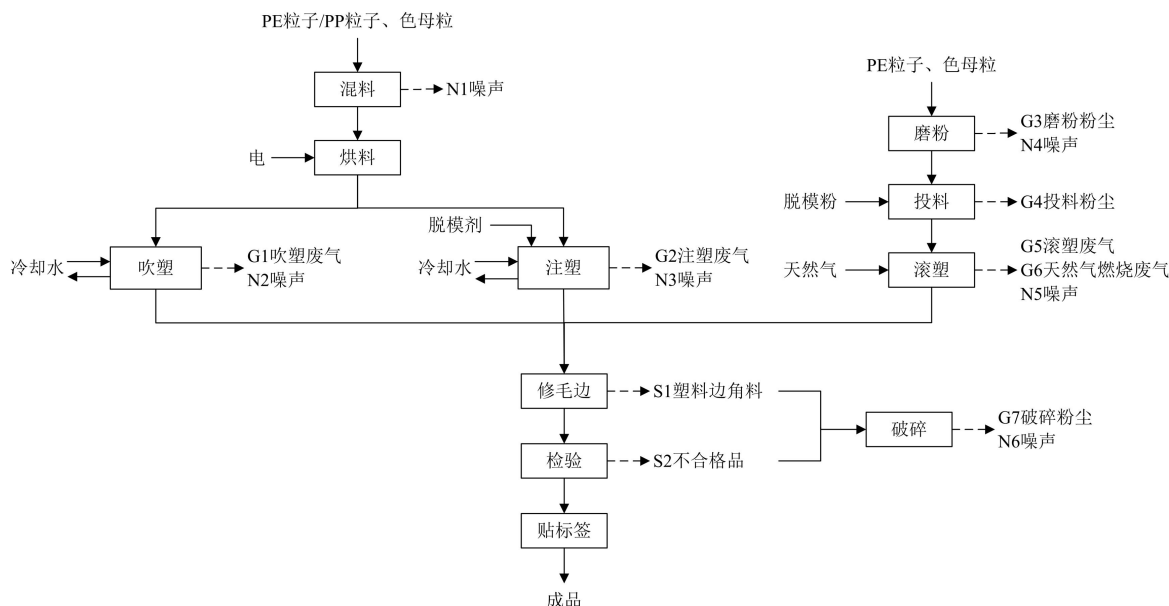 PE粒子/PP粒子、色母粒
PE粒子、色母粒
混料
N1噪声
磨粉
G3磨粉粉尘
N4噪声
电
烘料
脱模粉
投料
G4投料粉尘
脱模剂
冷却水
吹塑
G1吹塑废气
N2噪声
冷却水
注塑
G2注塑废气
N3噪声
天然气
滚塑
G5滚塑废气
G6天然气燃烧废气
N5噪声
修毛边
S1塑料边角料
破碎
G7破碎粉尘
N6噪声
检验
S2不合格品
贴标签
成品